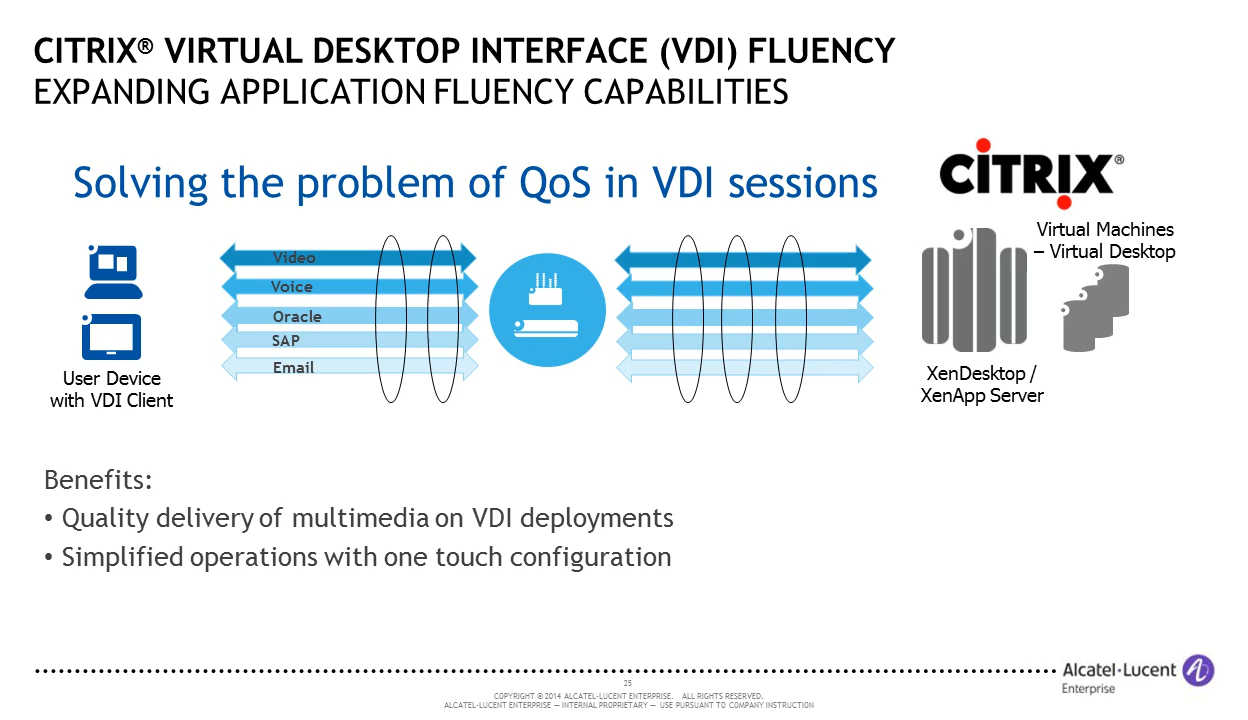 CITRIX® VIRTUAL DESKTOP INTERFACE (VDI) FLUENCY
EXPANDING APPLICATION FLUENCY CAPABILITIES
Solving the problem of QoS in VDI sessions
CİTRIX®
Virtual Machines
– Virtual Desktop
Video
Voice
Oracle
SAP
Email
User Device
with VDI Client
XenDesktop /
XenApp Server
Benefits:
• Quality delivery of multimedia on VDI deployments
• Simplified operations with one touch configuration
Alcatel·Lucent
Enterprise
25
COPYRIGHT © 2014 ALCATEL-LUCENT ENTERPRISE. ALL RIGHTS RESERVED.
ALCATEL-LUCENT ENTERPRISE — INTERNAL PROPRIETARY — USE PURSUANT TO COMPANY INSTRUCTION